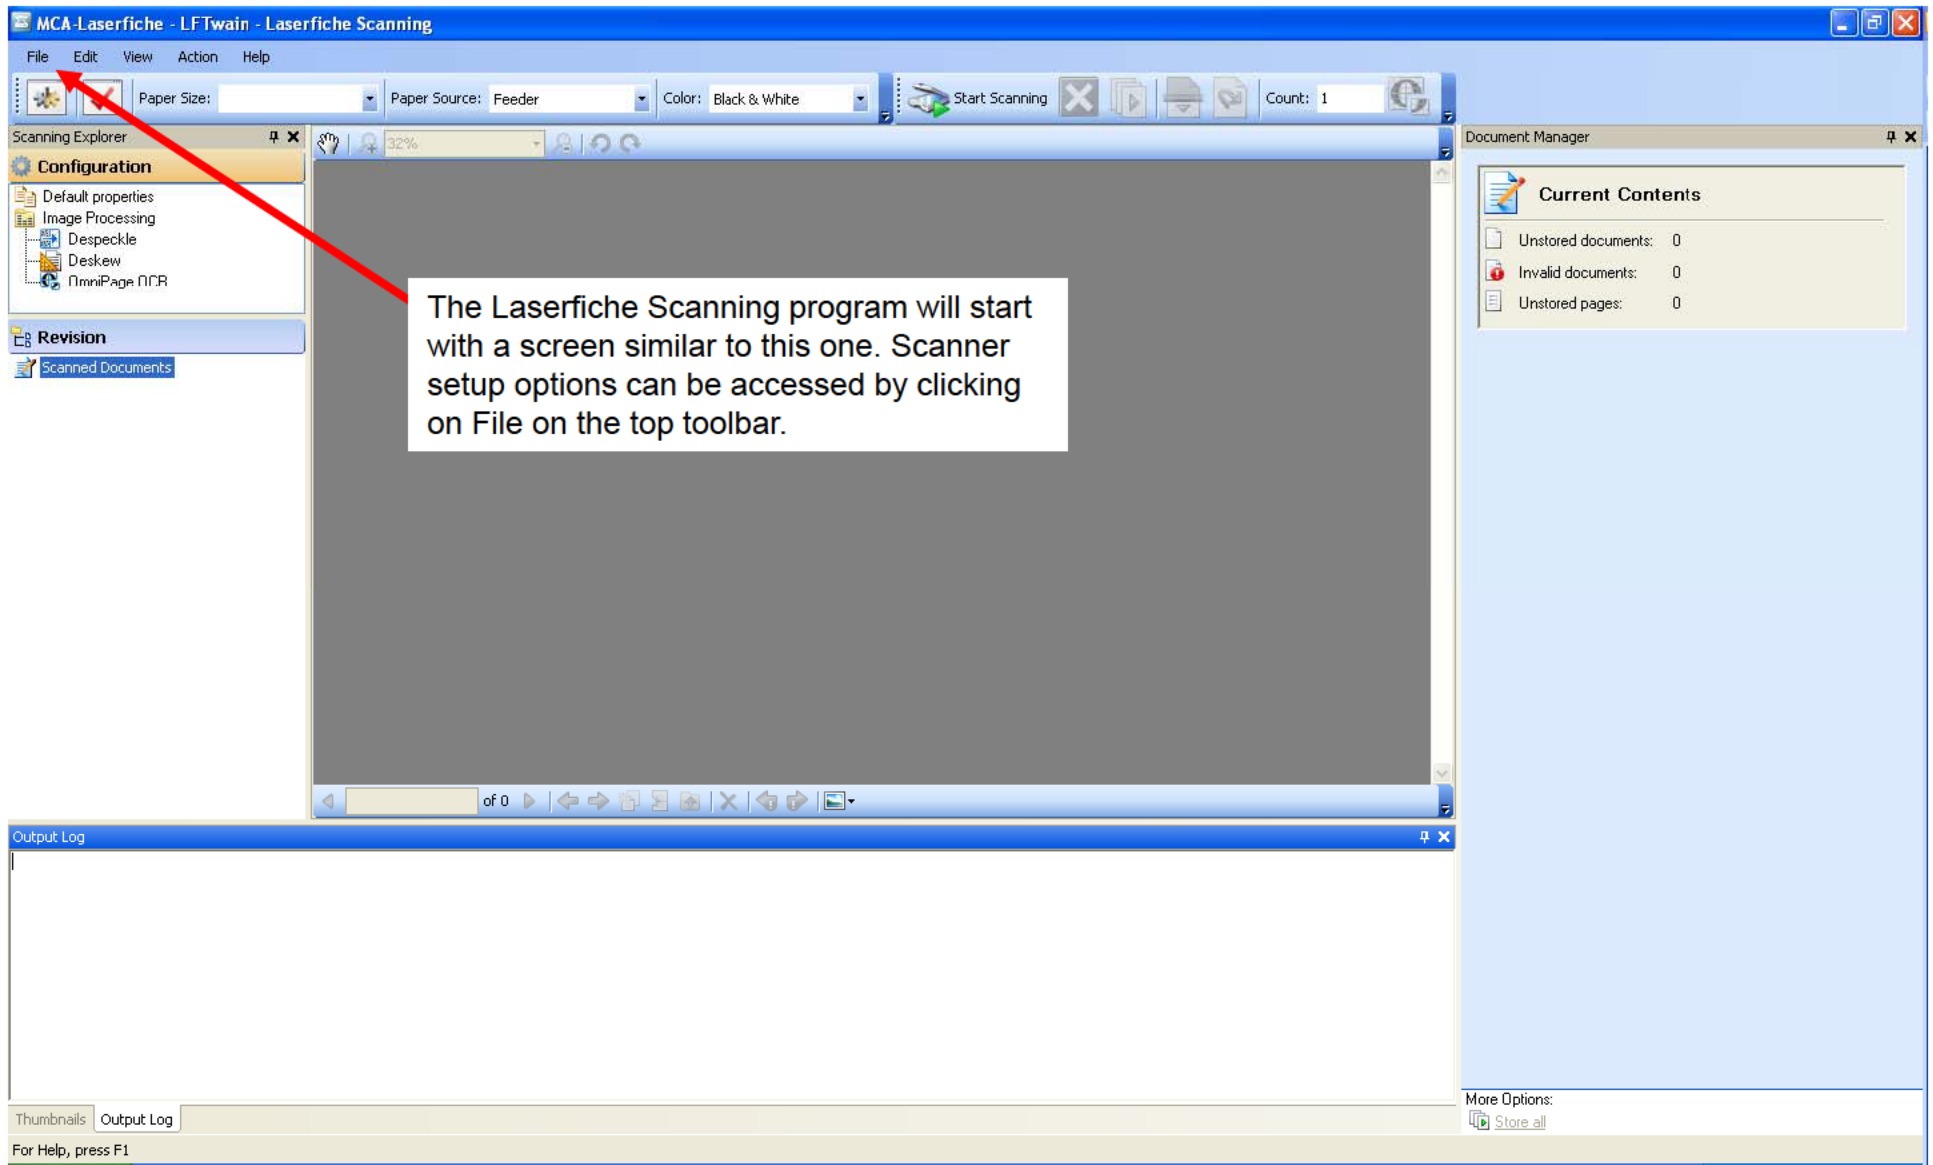 MCA-Laserfiche - LFTwain - Laserfiche Scanning
File Edit View Action Help
Paper Size: Paper Source: Feeder Color: Black & White Start Scanning Count: 1
Scanning Explorer
32%
Document Manager
Configuration
Default properties
Image Processing
Despeckle
Deskew
OmniPage OCR
Revision
Scanned Documents
The Laserfiche Scanning program will start
with a screen similar to this one. Scanner
setup options can be accessed by clicking
on File on the top toolbar.
Current Contents
Unstored documents: 0
Invalid documents: 0
Unstored pages: 0
of 0
Output Log
Thumbnails Output Log
More Options:
Store all
For Help, press F1